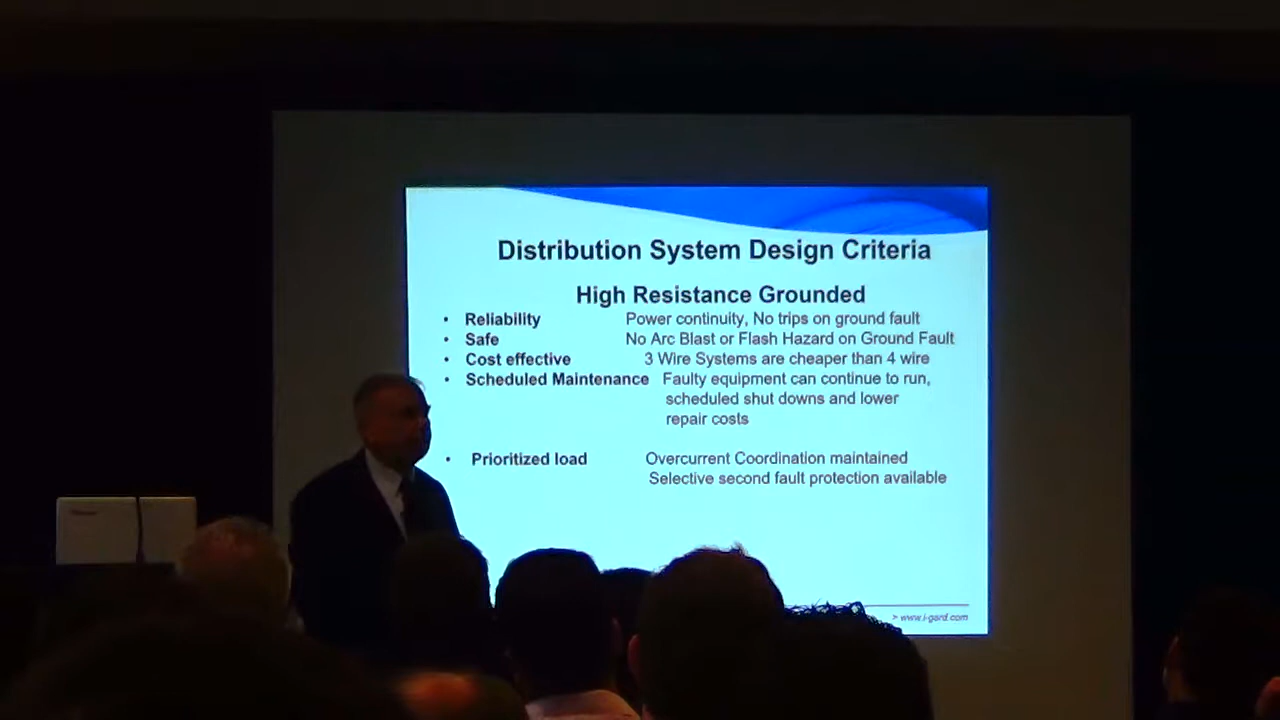 Distribution System Design Criteria
High Resistance Grounded
• Reliability Power continuity, No trips on ground fault
• Safe No Arc Blast or Flash Hazard on Ground Fault
• Cost effective 3 Wire Systems are cheaper than 4 wire
• Scheduled Maintenance Faulty equipment can continue to run,
scheduled shut downs and lower
repair costs
• Prioritized load Overcurrent Coordination maintained
Selective second fault protection available
> www.i-gard.com